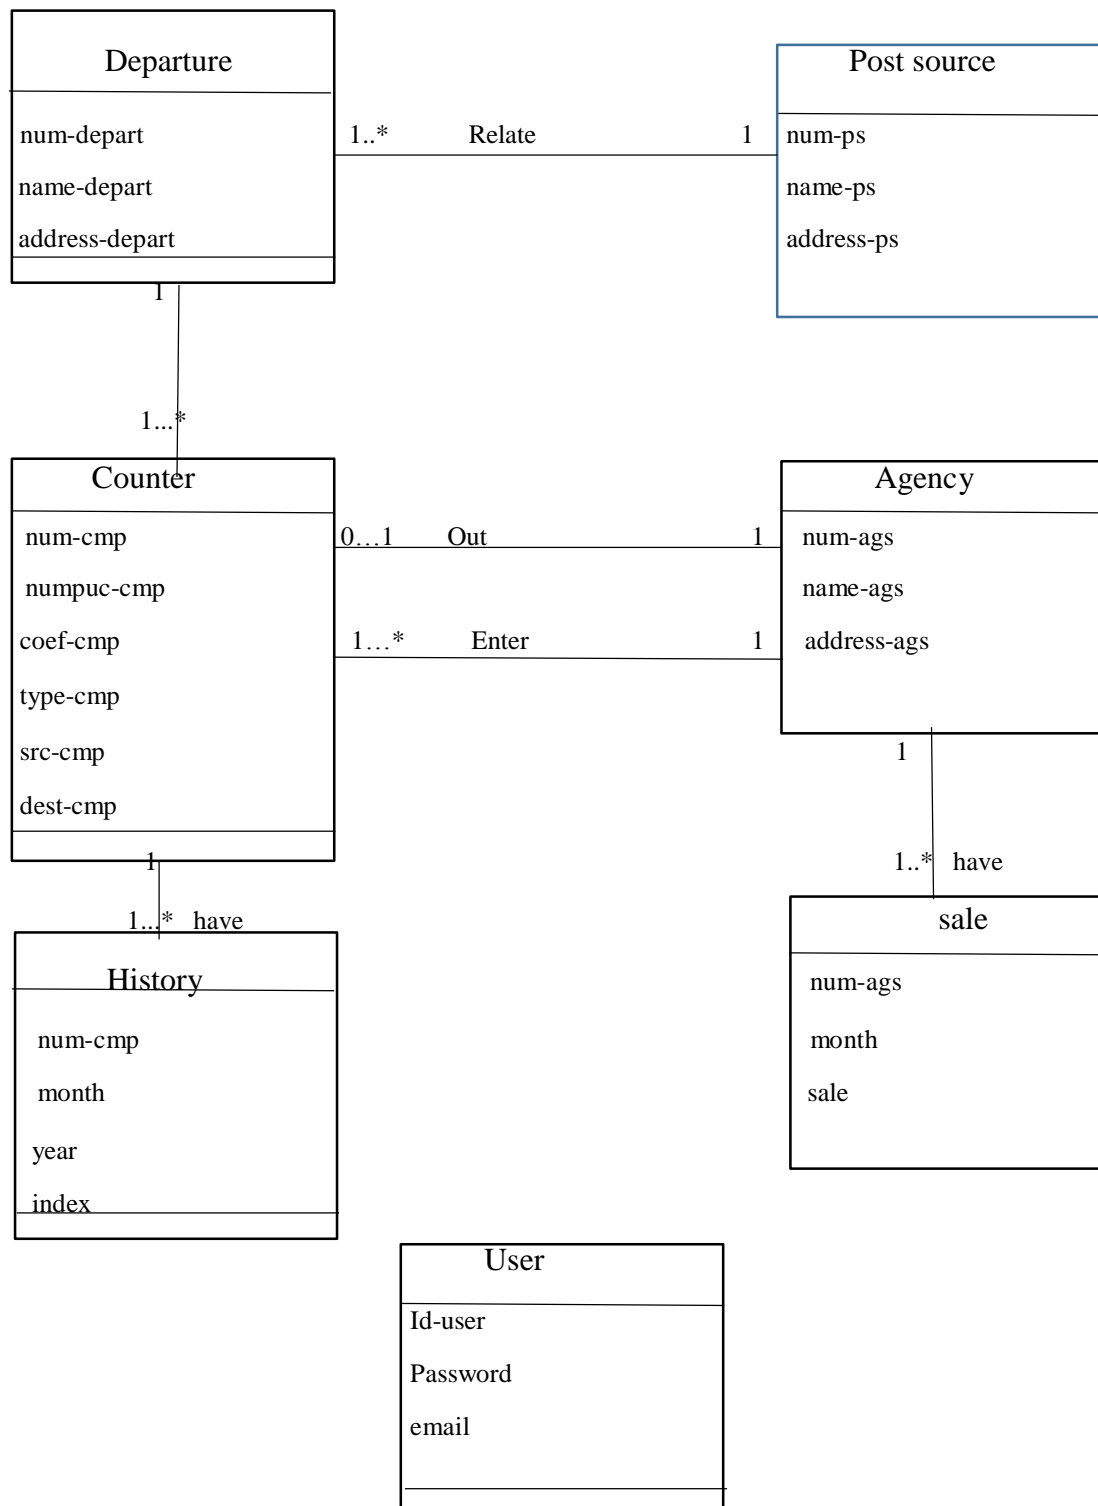 Departure
num-depart
name-depart
address-depart
1..* Relate 1
Post source
num-ps
name-ps
address-ps
1
1...*
Counter
num-cmp
numpuc-cmp
coef-cmp
type-cmp
src-cmp
dest-cmp
0…1 Out 1
1…* Enter 1
Agency
num-ags
name-ags
address-ags
1
1..* have
1
1...* have
History
num-cmp
month
year
index
sale
num-ags
month
sale
User
Id-user
Password
email